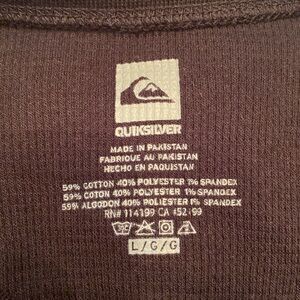 QUIKSILVER
MADE IN PAKISTAN
FABRIQUE AU PAKISTAN
HECHO EN PAQUISTAN
59% COTTON 40% POLYESTER 1% SPANDEX
59% COTON 40% POLYESTER 1% SPANDEX
59% ALGODON 40% POLYESTER 1% SPANDEX
RN# 114199 CA 45299
L/G/G